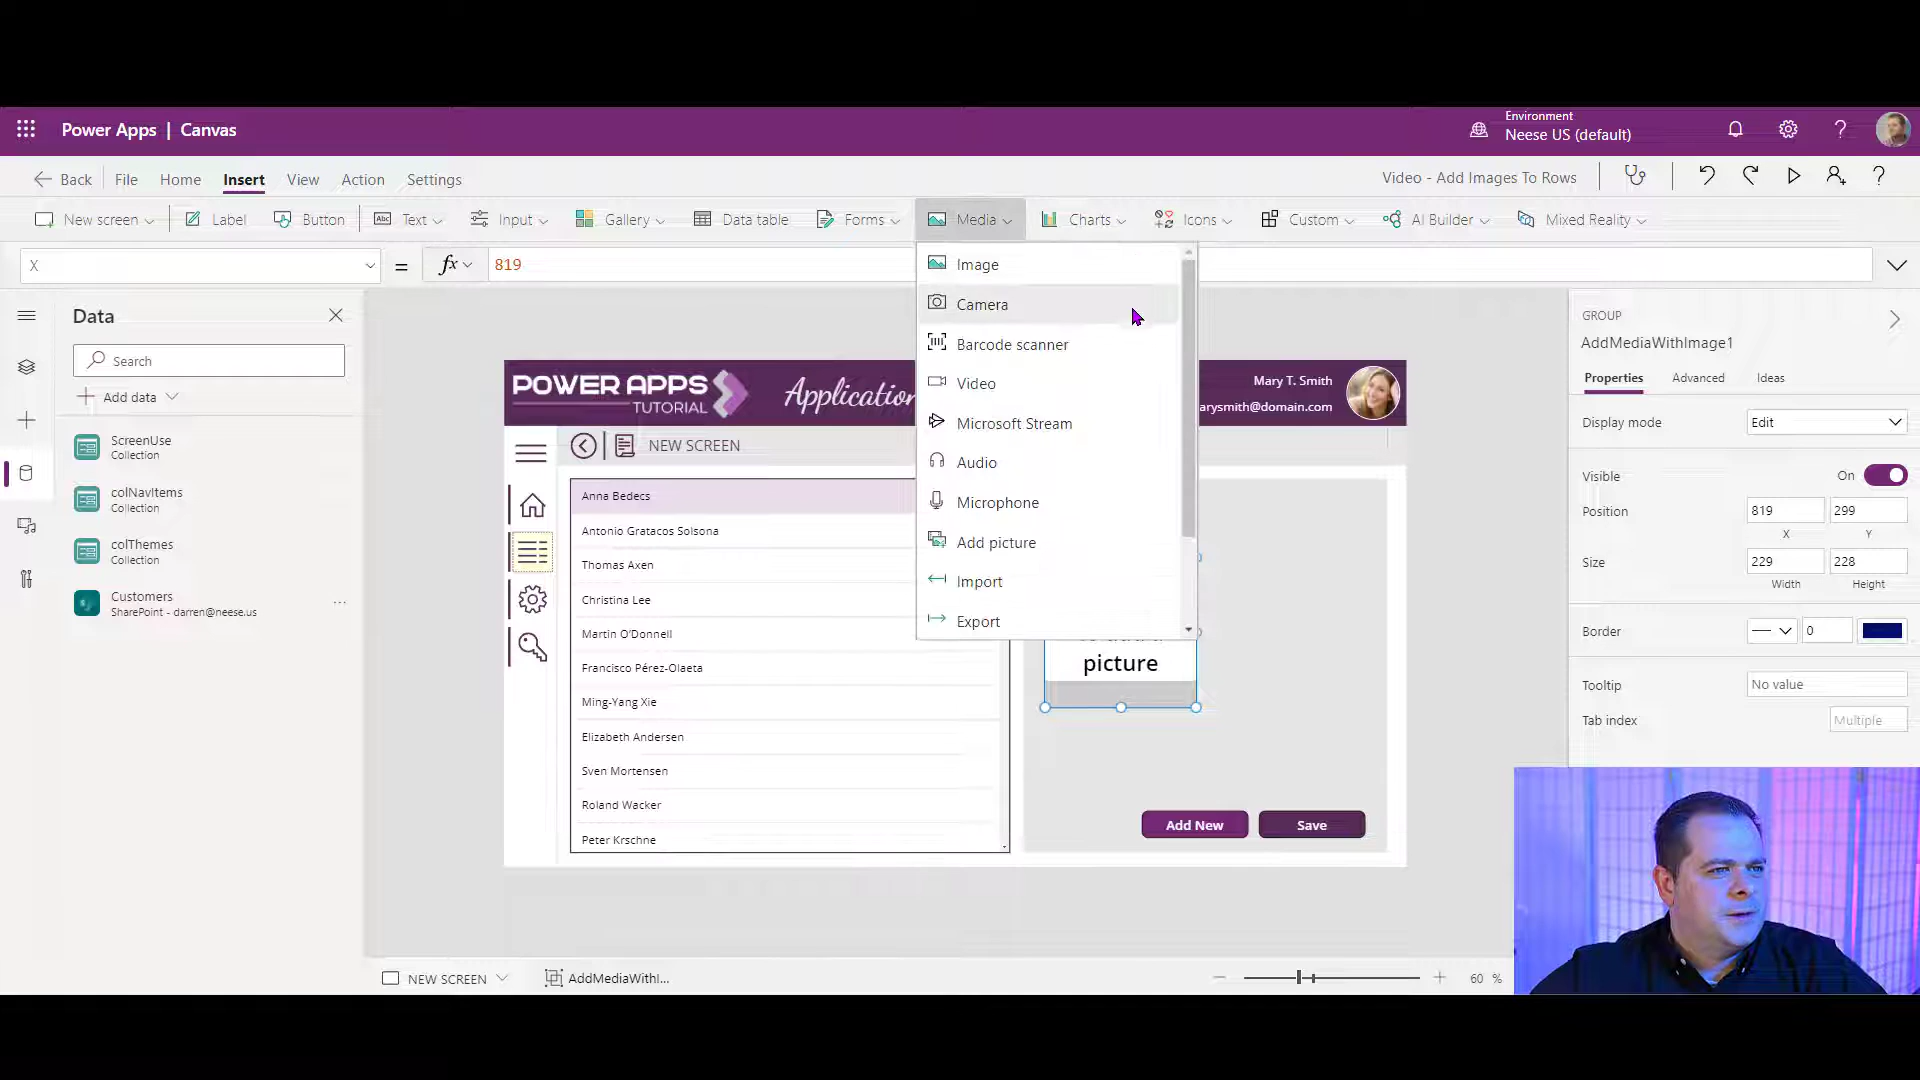 Power Apps | Canvas
Environment
Neese US (default)
Back File Home Insert View Action Settings
Video - Add Images To Rows
New screen Label Button Text Input Gallery Data table Forms Media Charts Icons Custom AI Builder Mixed Reality
X = fx 819
Data
Search
Add data
ScreenUse
Collection
colNavItems
Collection
colThemes
Collection
Customers
SharePoint - darren@neese.us
Image
Camera
Barcode scanner
Video
Microsoft Stream
Audio
Microphone
Add picture
Import
Export
POWER APPS
TUTORIAL
Application
Mary T. Smith
arysmith@domain.com
NEW SCREEN
Anna Bedecs
Antonio Gratacos Solsona
Thomas Axen
Christina Lee
Martin O'Donnell
Francisco Pérez-Olaeta
Ming-Yang Xie
Elizabeth Andersen
Sven Mortensen
Roland Wacker
Peter Krschne
picture
Add New
Save
GROUP
AddMediaWithImage1
Properties Advanced Ideas
Display mode Edit
Visible On
Position 819 299
X Y
Size 229 228
Width Height
Border 0
Tooltip No value
Tab index Multiple
NEW SCREEN
AddMediaWithI...
60 %